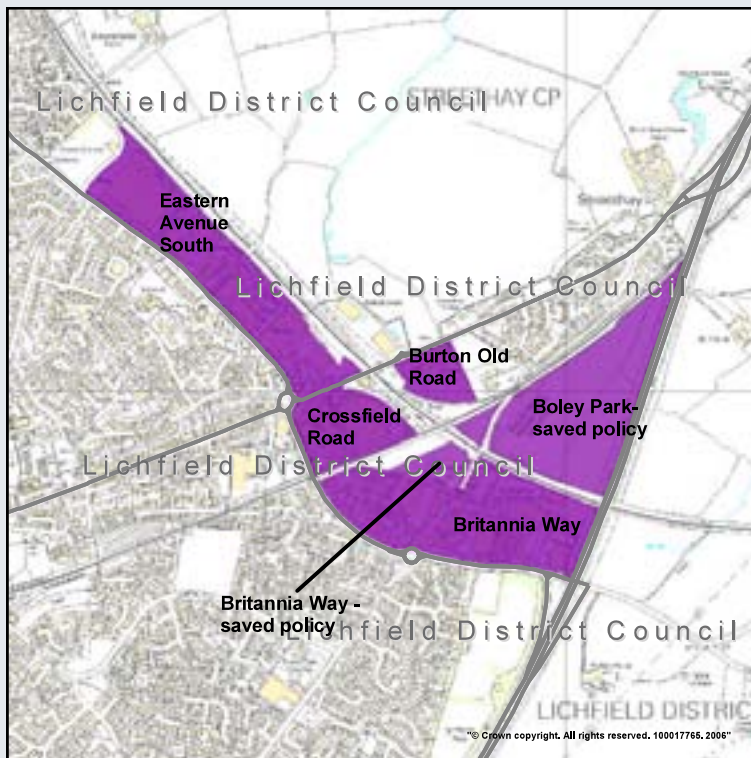 Lichfield District Council
STREETHAY CP
Eastern
Avenue
South
Streethay
Lichfield District Council
Burton Old
Road
Boley Park-
saved policy
Crossfield
Road
Lichfield District Council
Britannia Way
Britannia Way -
saved policy
Lichfield District Council
LICHFIELD DISTRIC
"© Crown copyright. All rights reserved. 100017765. 2006"